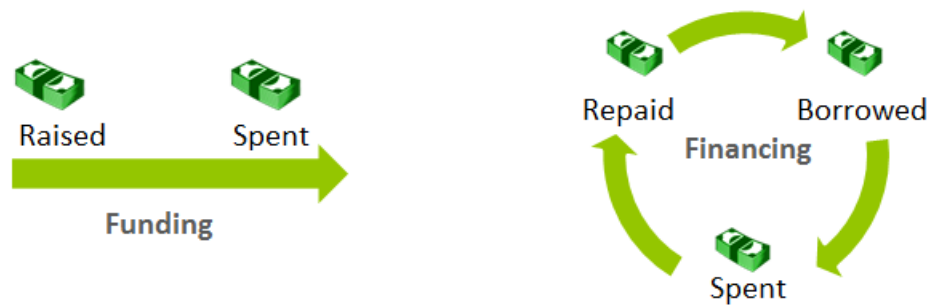 Raised
Spent
Funding
Repaid
Borrowed
Financing
Spent